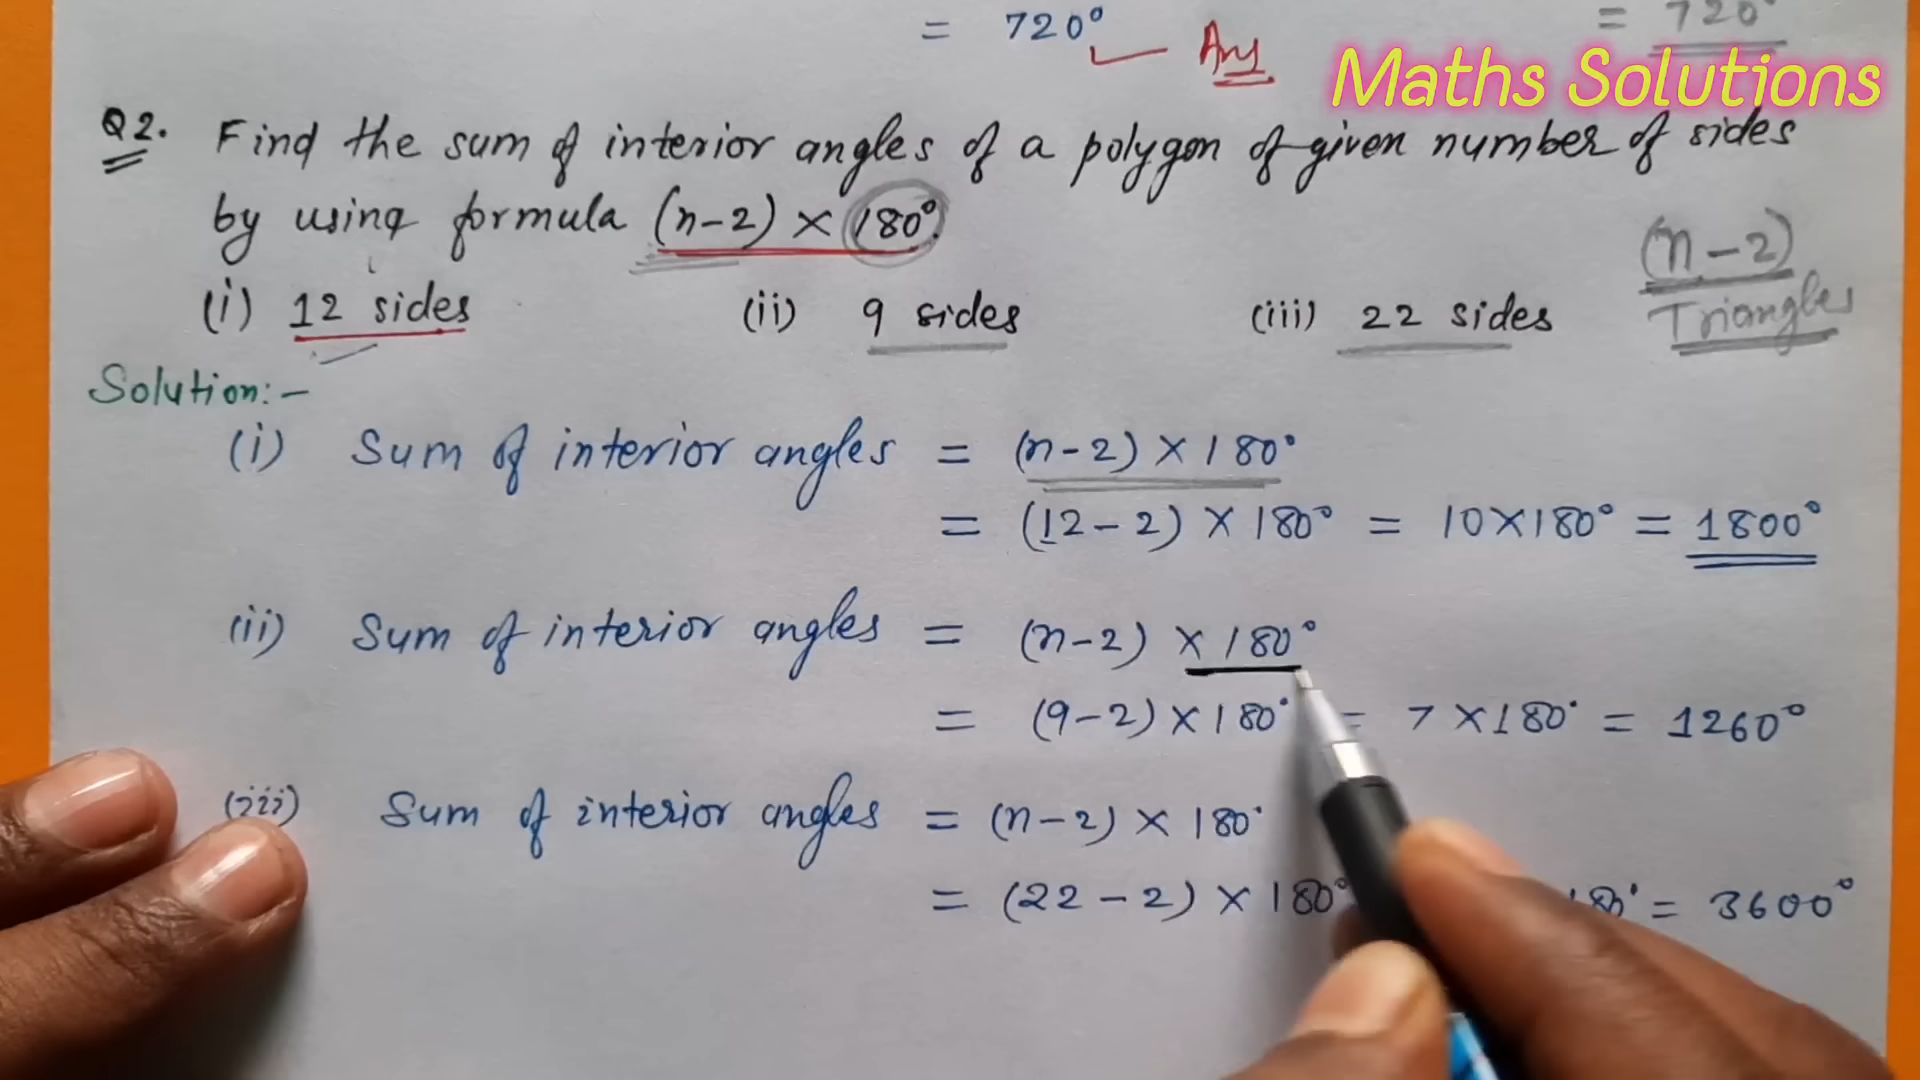 = 720°
Ans
= 720°
Maths Solutions
Q2. Find the sum of interior angles of a polygon of given number of sides
by using formula (n-2) × 180°.
(n-2)
Triangles
(i) 12 sides (ii) 9 sides (iii) 22 sides
Solution:-
(i) Sum of interior angles = (n-2) × 180°
= (12-2) × 180° = 10×180° = 1800°
(ii) Sum of interior angles = (n-2) × 180°
= (9-2) × 180° = 7 × 180° = 1260°
(iii) Sum of interior angles = (n-2) × 180°
= (22-2) × 180° 180° = 3600°